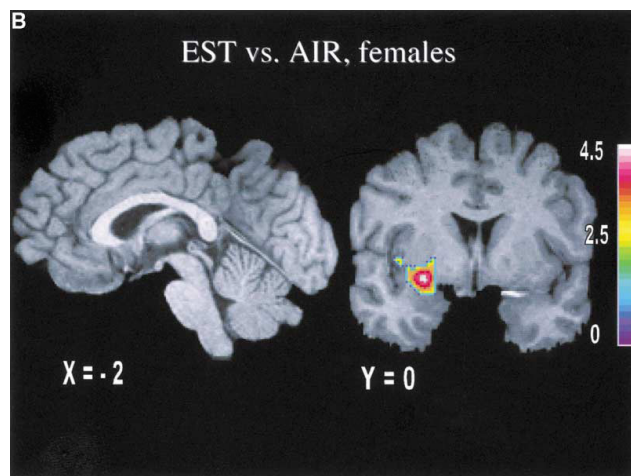 B
EST vs. AIR, females
4.5
2.5
0
X = - 2
Y = 0